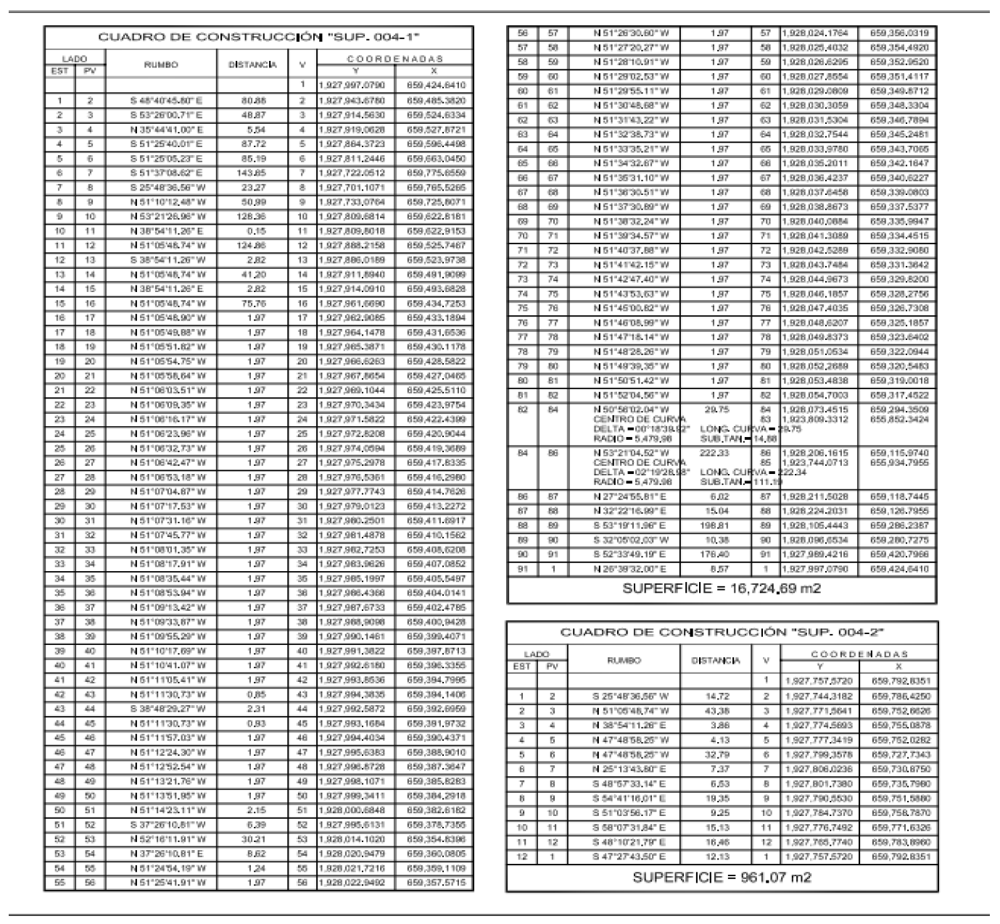 CUADRO DE CONSTRUCCIÓN "SUP. 004-1"
LADO RUMBO DISTANCIA V COORDENADAS
EST PV Y X
1 1,927,997.0790 659,424.6410
1 2 S 48°40'45.80" E 80.88 2 1,927,943.6780 659,485.3820
2 3 S 53°26'00.71" E 48.87 3 1,927,914.5630 659,524.6334
3 4 N 35°44'41.00" E 5.54 4 1,927,919.0628 659,527.8721
4 5 S 51°25'40.01" E 87.72 5 1,927,864.3723 659,596.4498
5 6 S 51°25'05.23" E 85.19 6 1,927,811.2446 659,663.0450
6 7 S 51°37'08.62" E 143.65 7 1,927,722.0512 659,775.6559
7 8 S 25°48'36.56" W 23.27 8 1,927,701.1071 659,765.5265
8 9 N 51°10'12.48" W 50.99 9 1,927,733.0764 659,725.8071
9 10 N 53°21'26.96" W 128.36 10 1,927,809.6814 659,622.8181
10 11 N 38°54'11.26" E 0.15 11 1,927,809.8018 659,622.9153
11 12 N 51°05'48.74" W 124.86 12 1,927,888.2158 659,525.7467
12 13 S 38°54'11.26" W 2.82 13 1,927,886.0189 659,523.9738
13 14 N 51°05'48.74" W 41.20 14 1,927,911.8940 659,491.9099
14 15 N 38°54'11.26" E 2.82 15 1,927,914.0910 659,493.6828
15 16 N 51°05'48.74" W 75.76 16 1,927,961.6690 659,434.7253
16 17 N 51°05'48.90" W 1.97 17 1,927,962.9085 659,433.1894
17 18 N 51°05'49.88" W 1.97 18 1,927,964.1478 659,431.6536
18 19 N 51°05'51.82" W 1.97 19 1,927,965.3871 659,430.1178
19 20 N 51°05'54.75" W 1.97 20 1,927,966.6263 659,428.5822
20 21 N 51°05'58.64" W 1.97 21 1,927,967.8654 659,427.0465
21 22 N 51°06'03.51" W 1.97 22 1,927,969.1044 659,425.5110
22 23 N 51°06'09.35" W 1.97 23 1,927,970.3434 659,423.9754
23 24 N 51°06'16.17" W 1.97 24 1,927,971.5822 659,422.4399
24 25 N 51°06'23.96" W 1.97 25 1,927,972.8208 659,420.9044
25 26 N 51°06'32.73" W 1.97 26 1,927,974.0594 659,419.3689
26 27 N 51°06'42.47" W 1.97 27 1,927,975.2978 659,417.8335
27 28 N 51°06'53.18" W 1.97 28 1,927,976.5361 659,416.2980
28 29 N 51°07'04.87" W 1.97 29 1,927,977.7743 659,414.7626
29 30 N 51°07'17.53" W 1.97 30 1,927,979.0123 659,413.2272
30 31 N 51°07'31.16" W 1.97 31 1,927,980.2501 659,411.6917
31 32 N 51°07'45.77" W 1.97 32 1,927,981.4878 659,410.1562
32 33 N 51°08'01.35" W 1.97 33 1,927,982.7253 659,408.6208
33 34 N 51°08'17.91" W 1.97 34 1,927,983.9626 659,407.0852
34 35 N 51°08'35.44" W 1.97 35 1,927,985.1997 659,405.5497
35 36 N 51°08'53.94" W 1.97 36 1,927,986.4366 659,404.0141
36 37 N 51°09'13.42" W 1.97 37 1,927,987.6733 659,402.4785
37 38 N 51°09'33.87" W 1.97 38 1,927,988.9098 659,400.9428
38 39 N 51°09'55.29" W 1.97 39 1,927,990.1461 659,399.4071
39 40 N 51°10'17.69" W 1.97 40 1,927,991.3822 659,397.8713
40 41 N 51°10'41.07" W 1.97 41 1,927,992.6180 659,396.3355
41 42 N 51°11'05.41" W 1.97 42 1,927,993.8536 659,394.7995
42 43 N 51°11'30.73" W 0.85 43 1,927,994.3835 659,394.1406
43 44 S 38°48'29.27" W 2.31 44 1,927,992.5872 659,392.6959
44 45 N 51°11'30.73" W 0.93 45 1,927,993.1684 659,391.9732
45 46 N 51°11'57.03" W 1.97 46 1,927,994.4034 659,390.4371
46 47 N 51°12'24.30" W 1.97 47 1,927,995.6383 659,388.9010
47 48 N 51°12'52.54" W 1.97 48 1,927,996.8728 659,387.3647
48 49 N 51°13'21.76" W 1.97 49 1,927,998.1071 659,385.8283
49 50 N 51°13'51.95" W 1.97 50 1,927,999.3411 659,384.2918
50 51 N 51°14'23.11" W 2.15 51 1,928,000.6848 659,382.6182
51 52 S 37°26'10.81" W 6.39 52 1,927,995.6131 659,378.7355
52 53 N 52°16'11.91" W 30.21 53 1,928,014.1020 659,354.8396
53 54 N 37°26'10.81" E 8.62 54 1,928,020.9479 659,360.0805
54 55 N 51°24'54.19" W 1.24 55 1,928,021.7216 659,359.1109
55 56 N 51°25'41.91" W 1.97 56 1,928,022.9492 659,357.5715
56 57 N 51°26'30.60" W 1.97 57 1,928,024.1764 659,356.0319
57 58 N 51°27'20.27" W 1.97 58 1,928,025.4032 659,354.4920
58 59 N 51°28'10.91" W 1.97 59 1,928,026.6295 659,352.9520
59 60 N 51°29'02.53" W 1.97 60 1,928,027.8554 659,351.4117
60 61 N 51°29'55.11" W 1.97 61 1,928,029.0809 659,349.8712
61 62 N 51°30'48.68" W 1.97 62 1,928,030.3059 659,348.3304
62 63 N 51°31'43.22" W 1.97 63 1,928,031.5304 659,346.7894
63 64 N 51°32'38.73" W 1.97 64 1,928,032.7544 659,345.2481
64 65 N 51°33'35.21" W 1.97 65 1,928,033.9780 659,343.7065
65 66 N 51°34'32.67" W 1.97 66 1,928,035.2011 659,342.1647
66 67 N 51°35'31.10" W 1.97 67 1,928,036.4237 659,340.6227
67 68 N 51°36'30.51" W 1.97 68 1,928,037.6458 659,339.0803
68 69 N 51°37'30.89" W 1.97 69 1,928,038.8673 659,337.5377
69 70 N 51°38'32.24" W 1.97 70 1,928,040.0884 659,335.9947
70 71 N 51°39'34.57" W 1.97 71 1,928,041.3089 659,334.4515
71 72 N 51°40'37.88" W 1.97 72 1,928,042.5289 659,332.9080
72 73 N 51°41'42.15" W 1.97 73 1,928,043.7484 659,331.3642
73 74 N 51°42'47.40" W 1.97 74 1,928,044.9673 659,329.8200
74 75 N 51°43'53.63" W 1.97 75 1,928,046.1857 659,328.2756
75 76 N 51°45'00.82" W 1.97 76 1,928,047.4035 659,326.7308
76 77 N 51°46'08.99" W 1.97 77 1,928,048.6207 659,325.1857
77 78 N 51°47'18.14" W 1.97 78 1,928,049.8373 659,323.6402
78 79 N 51°48'28.26" W 1.97 79 1,928,051.0534 659,322.0944
79 80 N 51°49'39.35" W 1.97 80 1,928,052.2689 659,320.5483
80 81 N 51°50'51.42" W 1.97 81 1,928,053.4838 659,319.0018
81 82 N 51°52'04.56" W 1.97 82 1,928,054.7003 659,317.4522
82 84 N 50°56'02.04" W 29.75 84 1,928,073.4515 659,294.3509
CENTRO DE CURVA 83 1,923,809.3312 655,852.3424
DELTA = 00°18'39.92" LONG. CURVA = 29.75
RADIO = 5,479.98 SUB.TAN.= 14.88
84 86 N 53°21'04.52" W 222.33 86 1,928,206.1615 659,115.9740
CENTRO DE CURVA 85 1,923,744.0713 655,934.7955
DELTA = 02°19'28.98" LONG. CURVA = 222.34
RADIO = 5,479.98 SUB.TAN.= 111.19
86 87 N 27°24'55.81" E 6.02 87 1,928,211.5028 659,118.7445
87 88 N 32°22'16.99" E 15.04 88 1,928,224.2031 659,126.7955
88 89 S 53°19'11.96" E 198.81 89 1,928,105.4443 659,286.2387
89 90 S 32°05'02.03" W 10.38 90 1,928,096.6534 659,280.7275
90 91 S 52°33'49.19" E 176.40 91 1,927,989.4216 659,420.7966
91 1 N 26°39'32.00" E 8.57 1 1,927,997.0790 659,424.6410
SUPERFICIE = 16,724.69 m2
CUADRO DE CONSTRUCCIÓN "SUP. 004-2"
LADO RUMBO DISTANCIA V COORDENADAS
EST PV Y X
1 1,927,757.5720 659,792.8351
1 2 S 25°48'36.56" W 14.72 2 1,927,744.3182 659,786.4250
2 3 N 51°05'48.74" W 43.38 3 1,927,771.5641 659,752.6626
3 4 N 38°54'11.26" E 3.86 4 1,927,774.5693 659,755.0878
4 5 N 47°48'58.25" W 4.13 5 1,927,777.3419 659,752.0282
5 6 N 47°48'58.25" W 32.79 6 1,927,799.3578 659,727.7343
6 7 N 25°13'43.80" E 7.37 7 1,927,806.0236 659,730.8750
7 8 S 48°57'33.14" E 6.53 8 1,927,801.7380 659,735.7980
8 9 S 54°41'16.01" E 19.35 9 1,927,790.5530 659,751.5880
9 10 S 51°03'56.17" E 9.25 10 1,927,784.7370 659,758.7870
10 11 S 58°07'31.84" E 15.13 11 1,927,776.7492 659,771.6326
11 12 S 48°10'21.79" E 16.46 12 1,927,765.7740 659,783.8960
12 1 S 47°27'43.50" E 12.13 1 1,927,757.5720 659,792.8351
SUPERFICIE = 961.07 m2